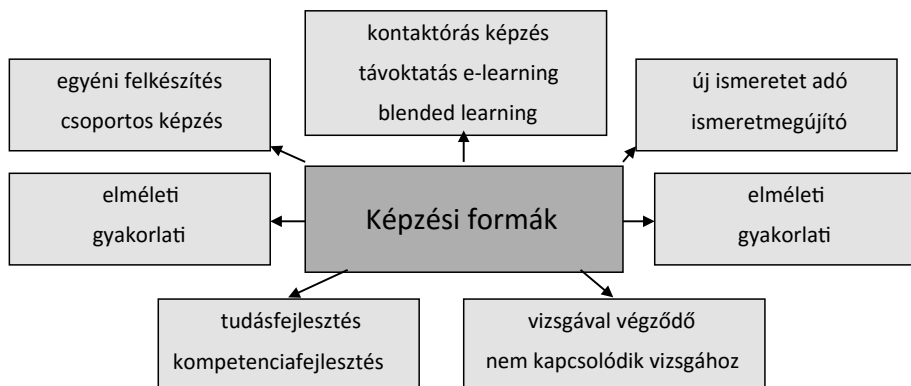 kontaktórás képzés
távoktatás e-learning
blended learning
egyéni felkészítés
csoportos képzés
új ismeretet adó
ismeretmegújító
elméleti
gyakorlati
Képzési formák
elméleti
gyakorlati
tudásfejlesztés
kompetenciafejlesztés
vizsgával végződő
nem kapcsolódik vizsgához